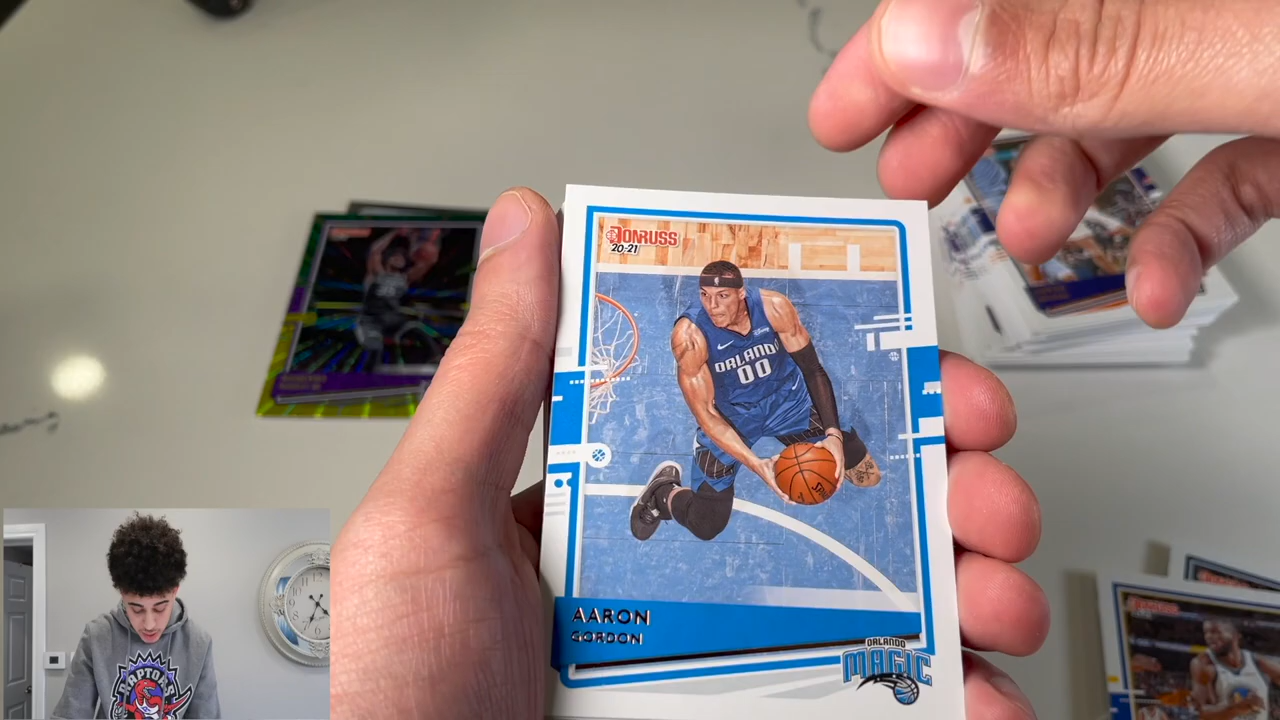 DONRUSS
20-21
ORLANDO
00
AARON
GORDON
ORLANDO
MAGIC
RAPTORS